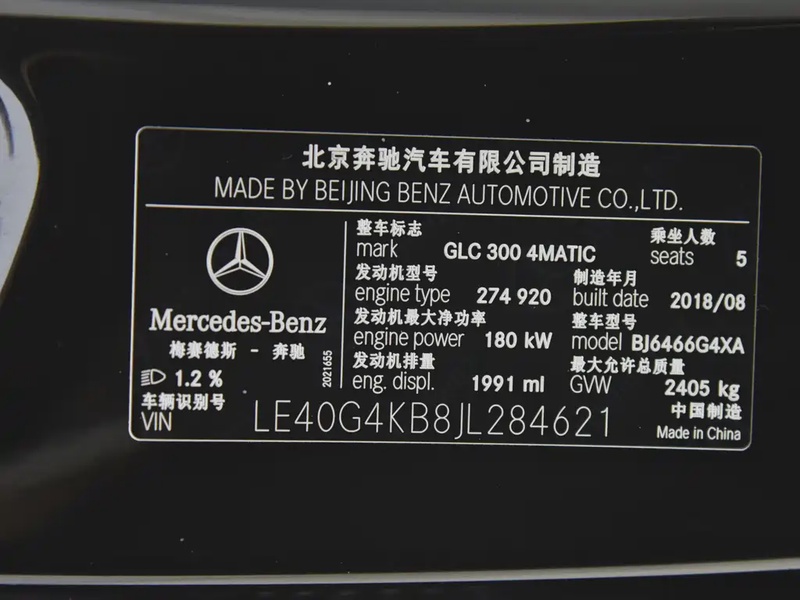 北京奔驰汽车有限公司制造
MADE BY BEIJING BENZ AUTOMOTIVE CO.,LTD.
Mercedes-Benz
梅赛德斯 - 奔驰
1.2 %
2021655
整车标志 乘坐人数
mark GLC 300 4MATIC seats 5
发动机型号 制造年月
engine type 274 920 built date 2018/08
发动机最大净功率 整车型号
engine power 180 kW model BJ6466G4XA
发动机排量 最大允许总质量
eng. displ. 1991 ml GVW 2405 kg
车辆识别号 中国制造
VIN LE40G4KB8JL284621 Made in China